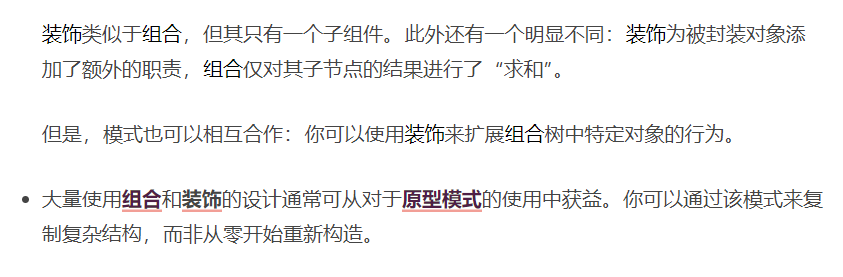 装饰类似于组合，但其只有一个子组件。此外还有一个明显不同：装饰为被封装对象添
加了额外的职责，组合仅对其子节点的结果进行了“求和”。
但是，模式也可以相互合作：你可以使用装饰来扩展组合树中特定对象的行为。
大量使用组合和装饰的设计通常可从对于原型模式的使用中获益。你可以通过该模式来复
制复杂结构，而非从零开始重新构造。